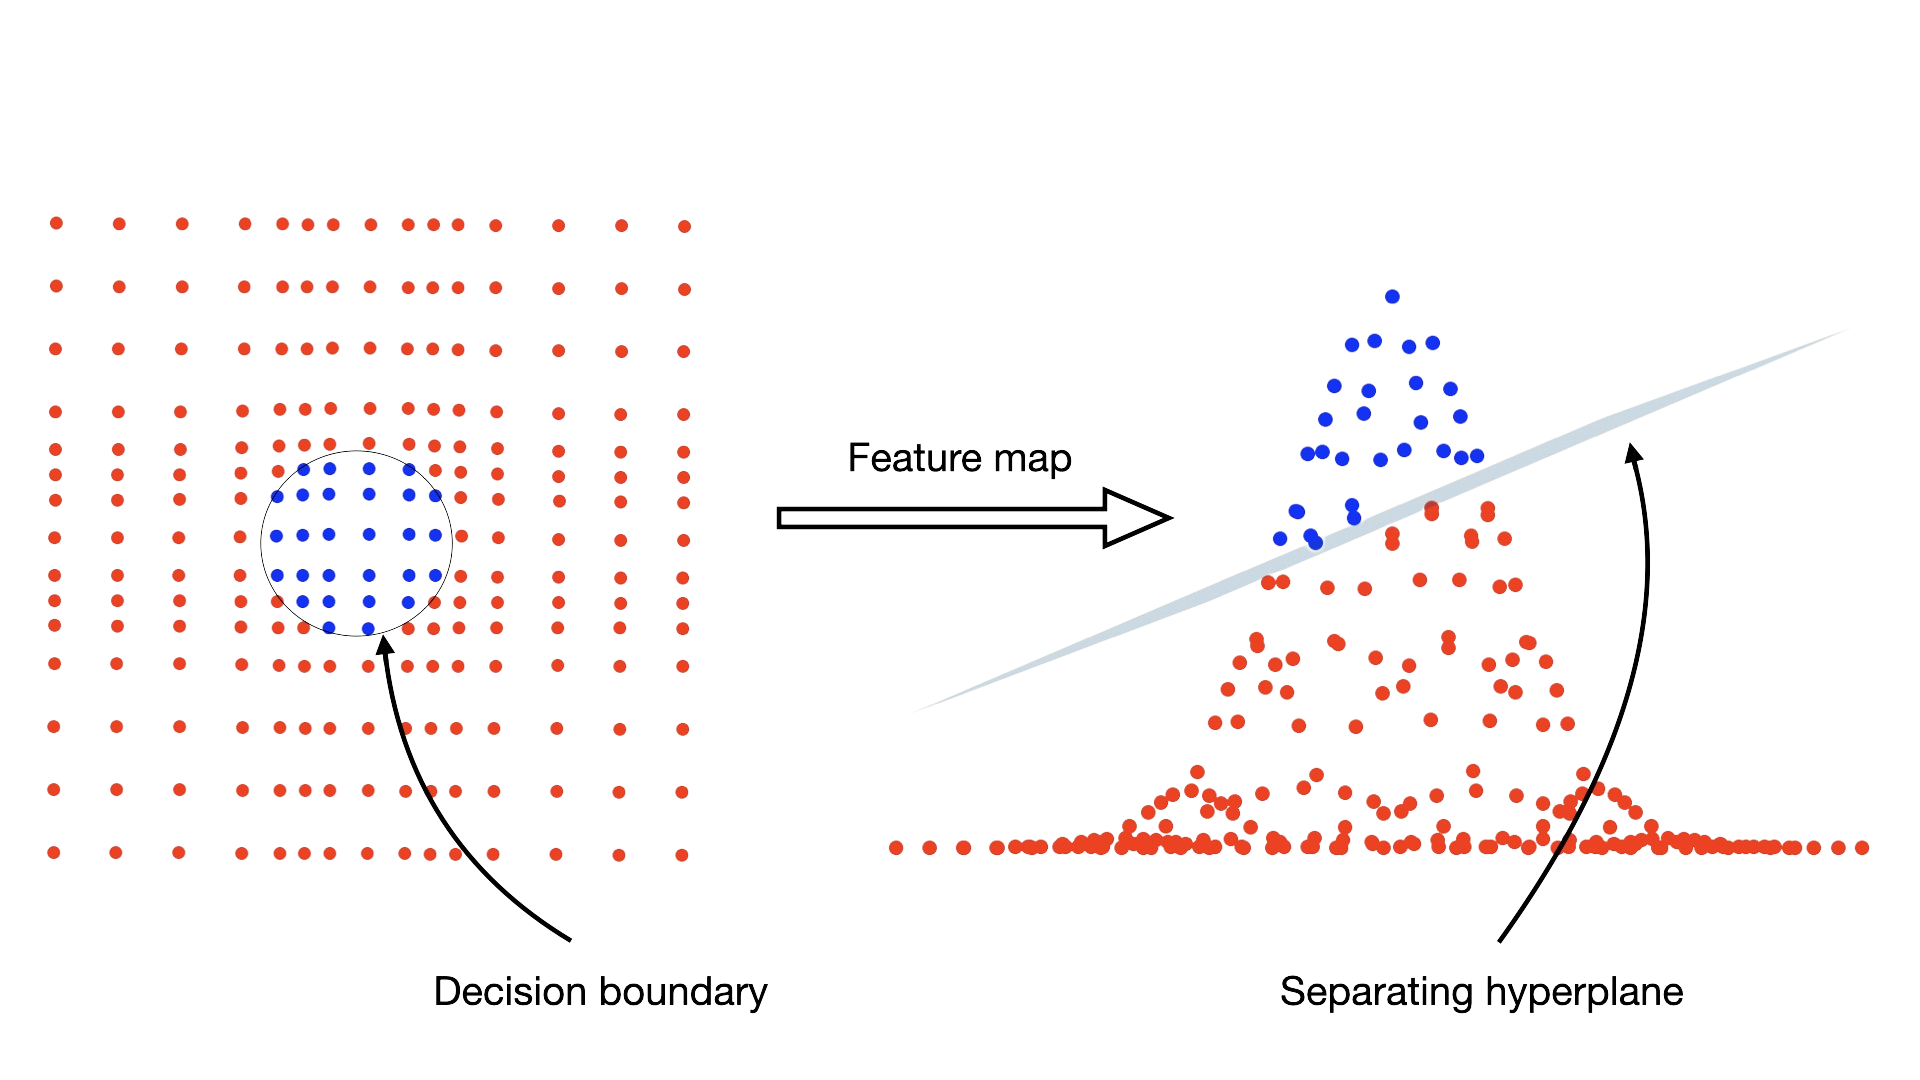 Feature map
Decision boundary
Separating hyperplane